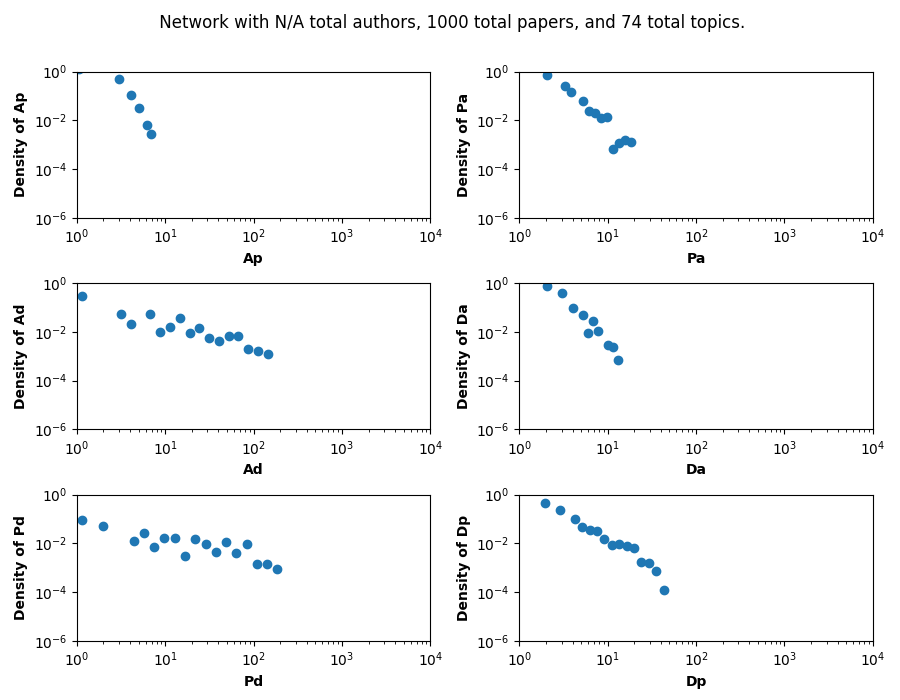 Network with N/A total authors, 1000 total papers, and 74 total topics.
Density of Ap
10^0
10^-2
10^-4
10^-6
10^0 10^1 10^2 10^3 10^4
Ap
Density of Pa
10^0
10^-2
10^-4
10^-6
10^0 10^1 10^2 10^3 10^4
Pa
Density of Ad
10^0
10^-2
10^-4
10^-6
10^0 10^1 10^2 10^3 10^4
Ad
Density of Da
10^0
10^-2
10^-4
10^-6
10^0 10^1 10^2 10^3 10^4
Da
Density of Pd
10^0
10^-2
10^-4
10^-6
10^0 10^1 10^2 10^3 10^4
Pd
Density of Dp
10^0
10^-2
10^-4
10^-6
10^0 10^1 10^2 10^3 10^4
Dp